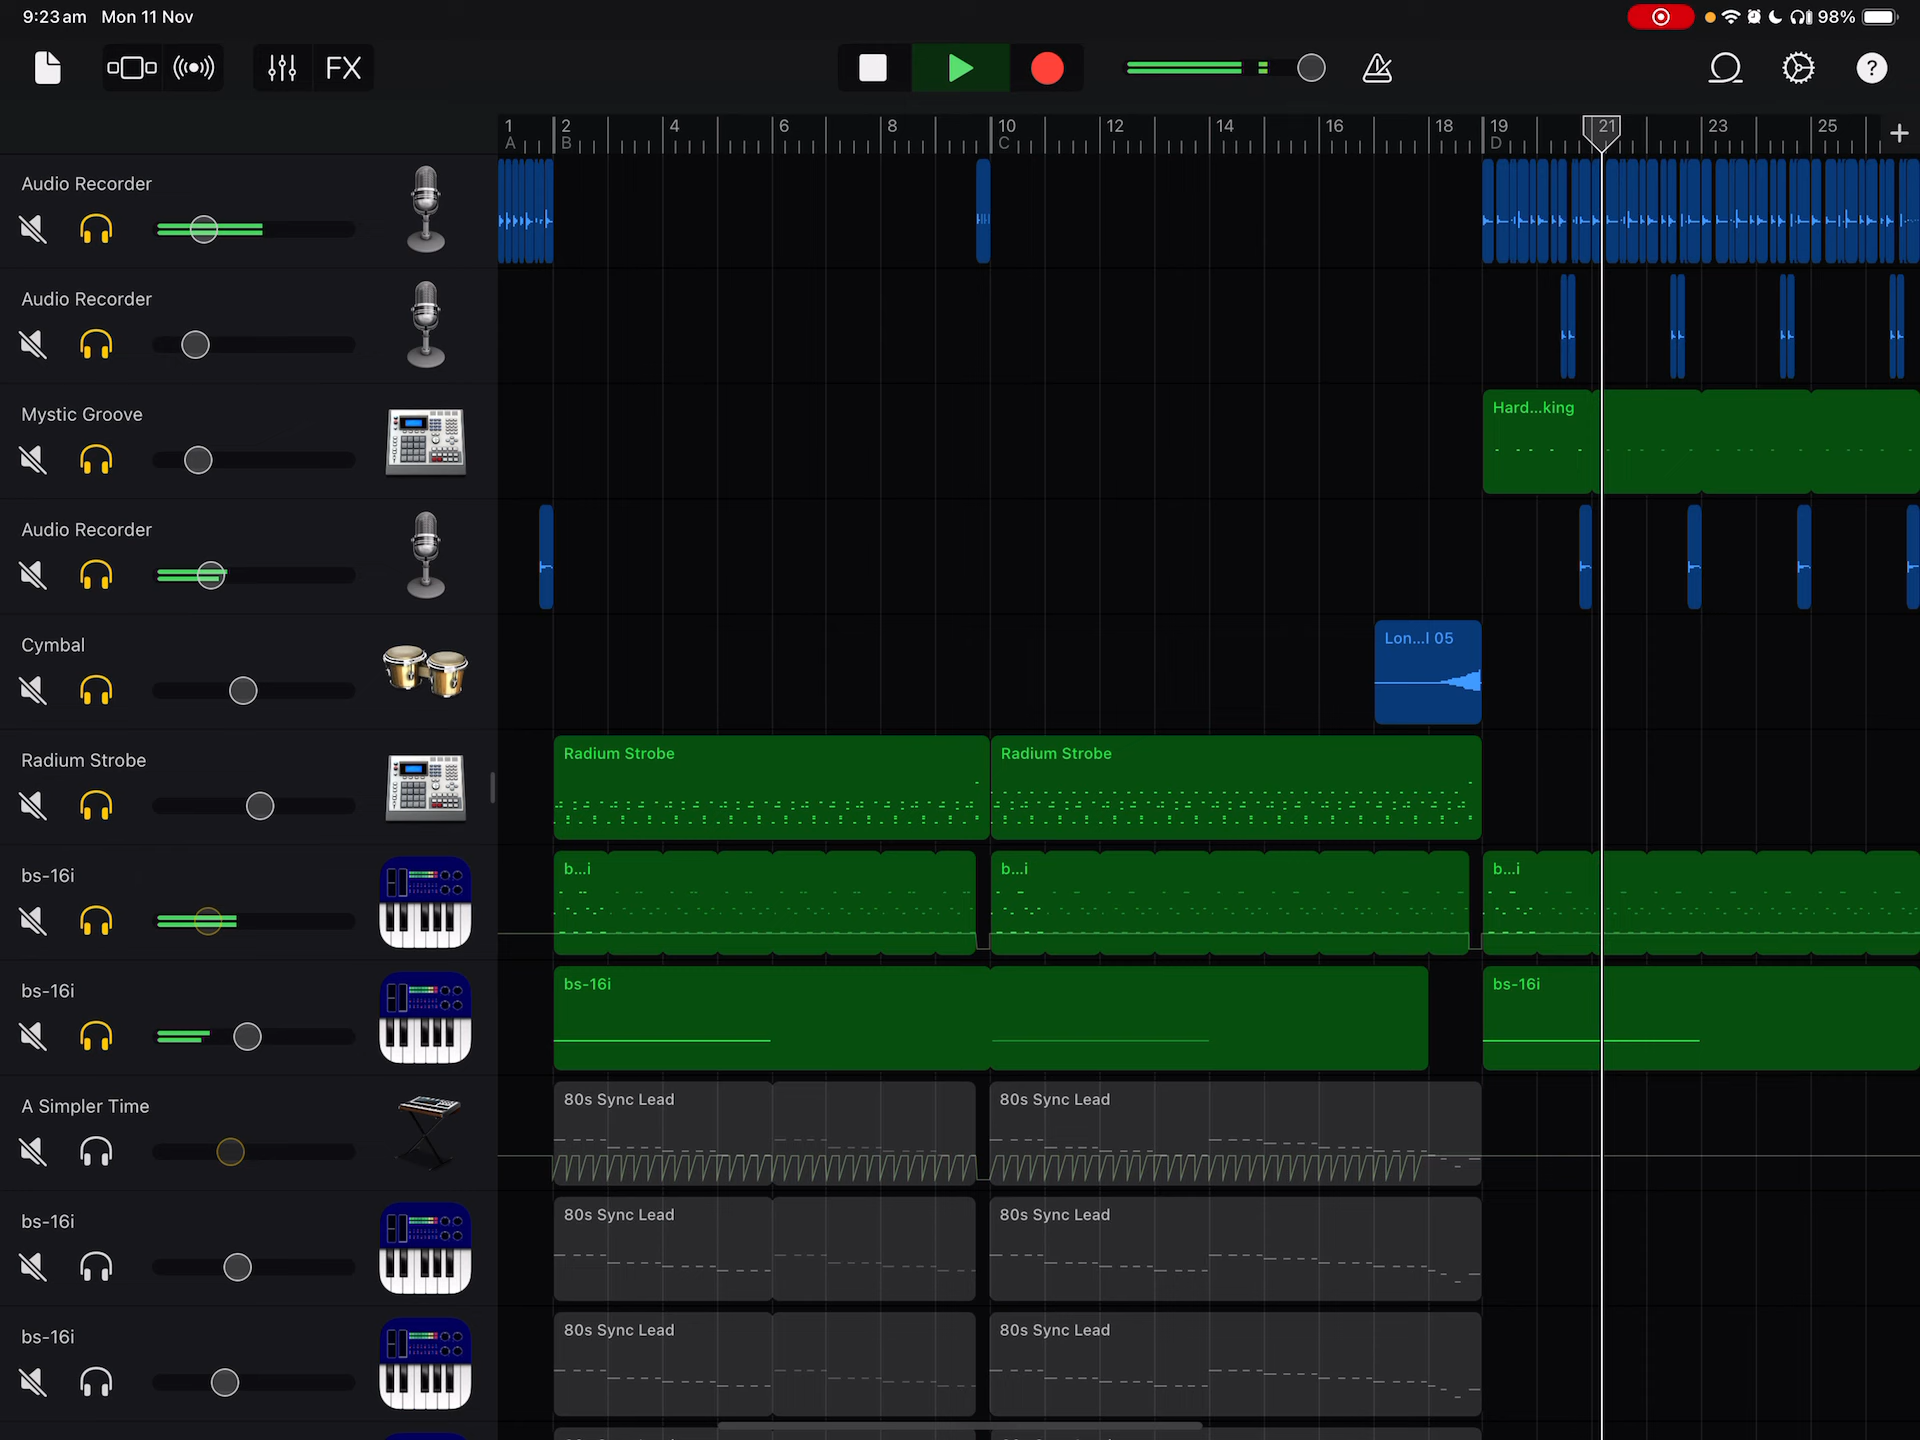 9:23 am Mon 11 Nov
98%
FX
?
1 2 4 6 8 10 12 14 16 18 19 21 23 25 +
A B C D
Audio Recorder
Audio Recorder
Mystic Groove
Hard...king
Audio Recorder
Cymbal
Lon...l 05
Radium Strobe
Radium Strobe
Radium Strobe
bs-16i
b...i
b...i
b...i
bs-16i
bs-16i
bs-16i
A Simpler Time
80s Sync Lead
80s Sync Lead
bs-16i
80s Sync Lead
80s Sync Lead
bs-16i
80s Sync Lead
80s Sync Lead